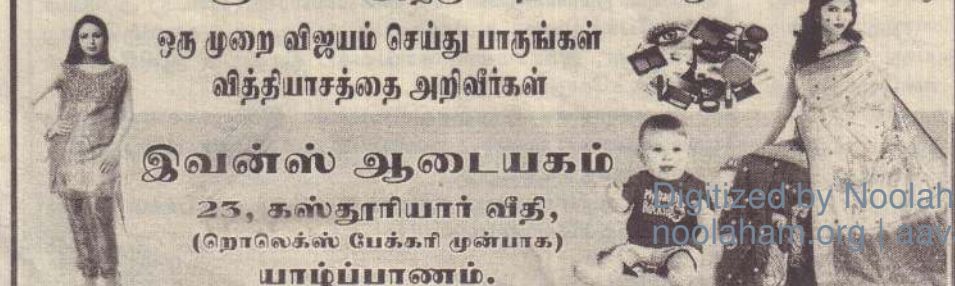 ஒரு முறை விஜயம் செய்து பாருங்கள்
வித்தியாசத்தை அறிவீர்கள்
இவன்ஸ் ஆடையகம்
23, கஸ்தூரியார் வீதி,
(றொலெக்ஸ் பேக்கரி முன்பாக)
யாழ்ப்பாணம்.
Digitized by Noolah
noolaham.org | aav